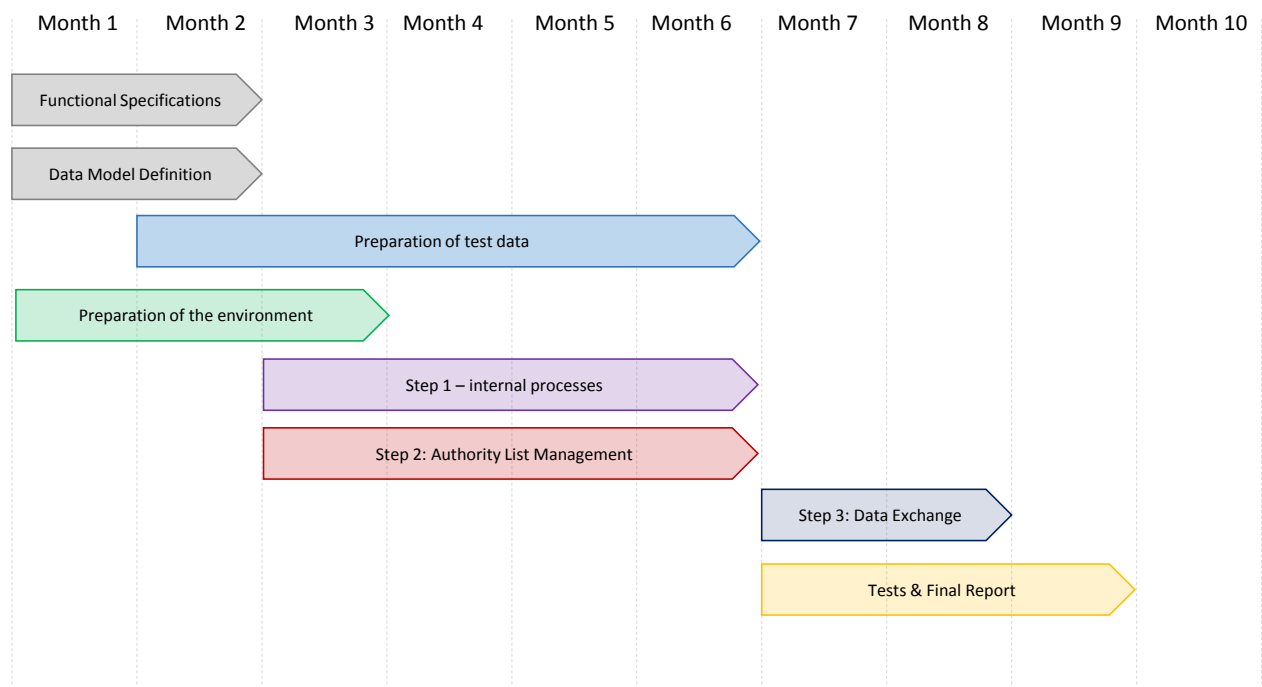 Month 1 Month 2 Month 3 Month 4 Month 5 Month 6 Month 7 Month 8 Month 9 Month 10
Functional Specifications
Data Model Definition
Preparation of test data
Preparation of the environment
Step 1 – internal processes
Step 2: Authority List Management
Step 3: Data Exchange
Tests & Final Report